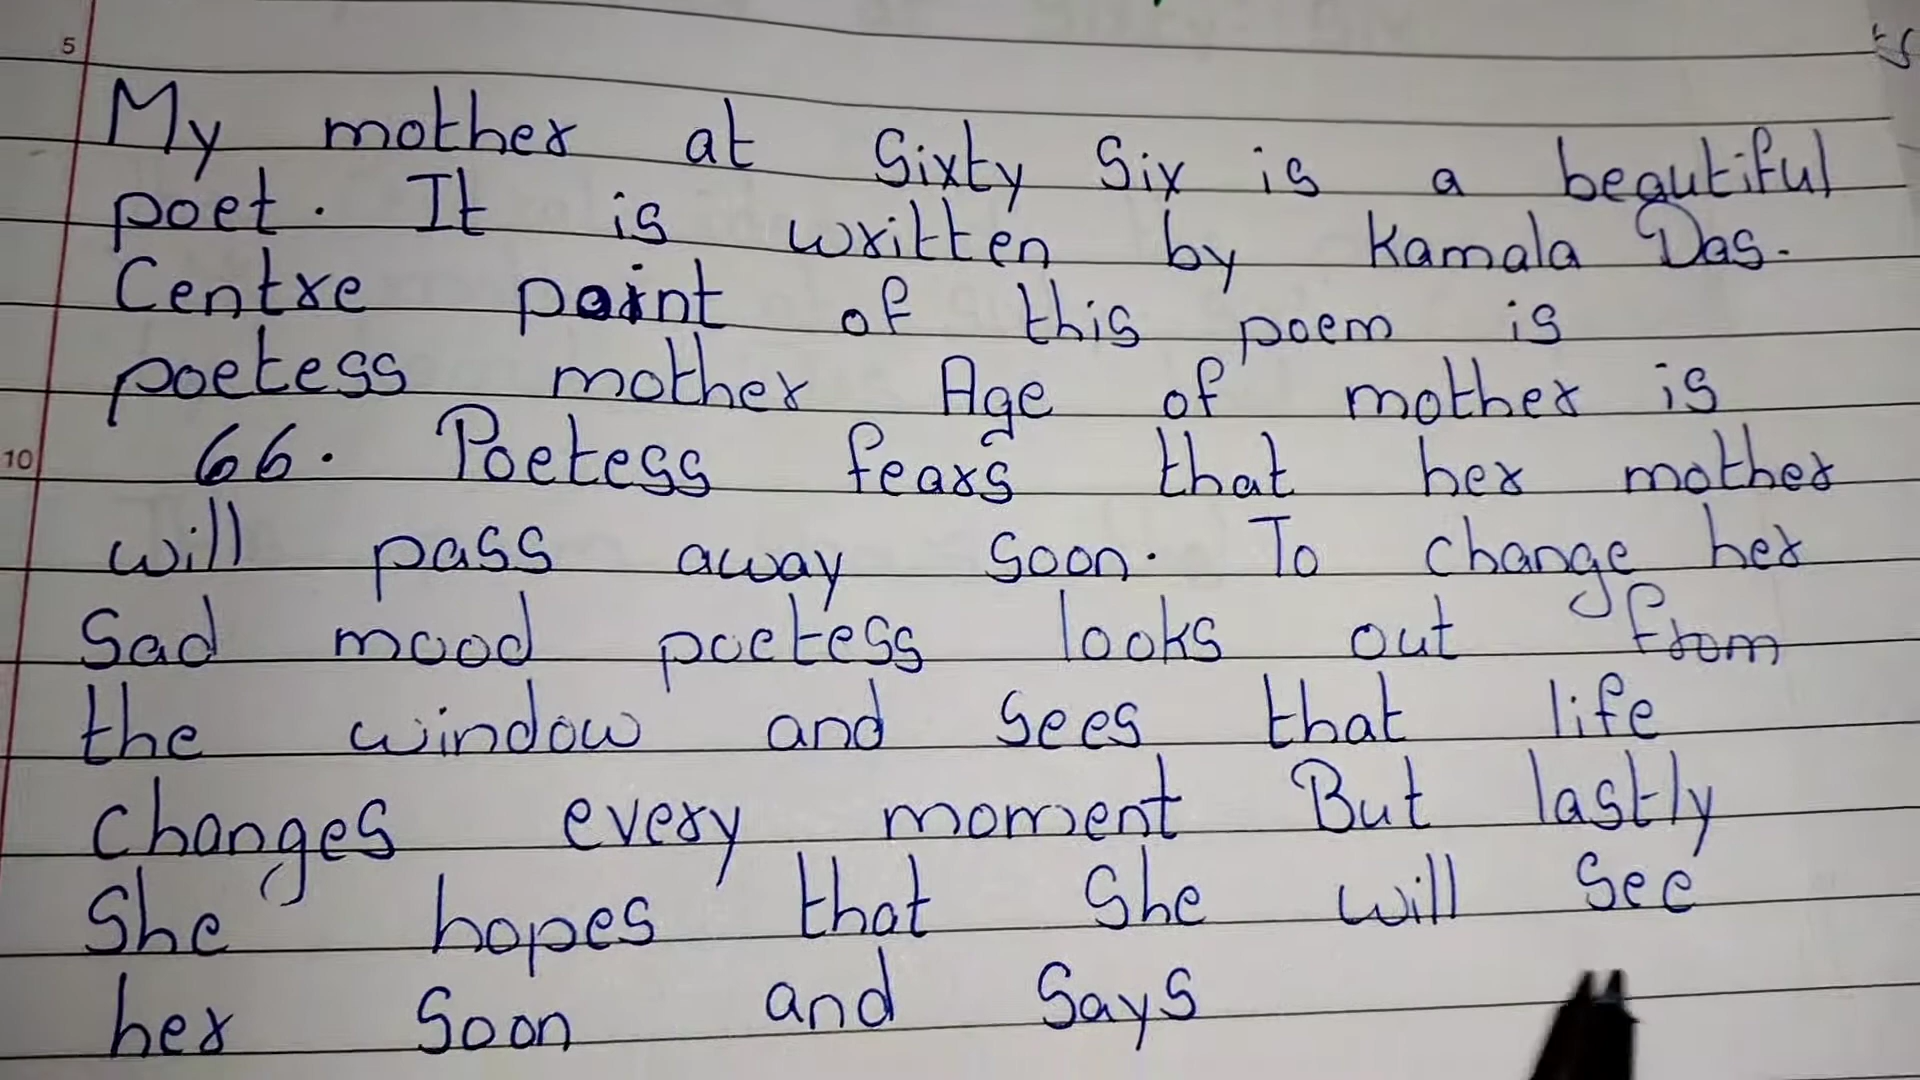 5
My mother at Sixty Six is a beautiful
poet. It is written by Kamala Das.
Centre point of this poem is
poetess mother Age of mother is
10 66. Poetess fears that her mother
will pass away soon. To change her
Sad mood poetess looks out from
the window and sees that life
changes every moment But lastly
She hopes that She will see
her Soon and Says